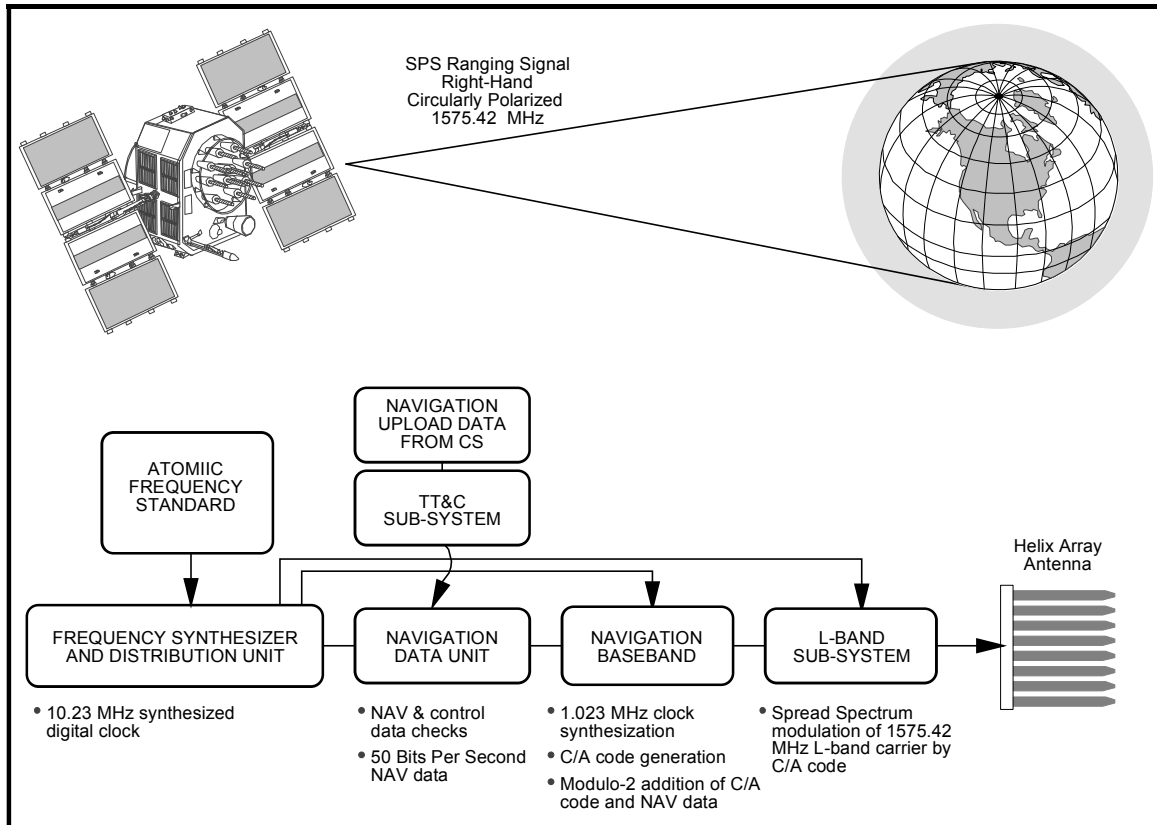 SPS Ranging Signal
Right-Hand
Circularly Polarized
1575.42 MHz
NAVIGATION
UPLOAD DATA
FROM CS
ATOMIIC
FREQUENCY
STANDARD
TT&C
SUB-SYSTEM
Helix Array
Antenna
FREQUENCY SYNTHESIZER
AND DISTRIBUTION UNIT
NAVIGATION
DATA UNIT
NAVIGATION
BASEBAND
L-BAND
SUB-SYSTEM
• 10.23 MHz synthesized
digital clock
• NAV & control
data checks
• 50 Bits Per Second
NAV data
• 1.023 MHz clock
synthesization
• C/A code generation
• Modulo-2 addition of C/A
code and NAV data
• Spread Spectrum
modulation of 1575.42
MHz L-band carrier by
C/A code